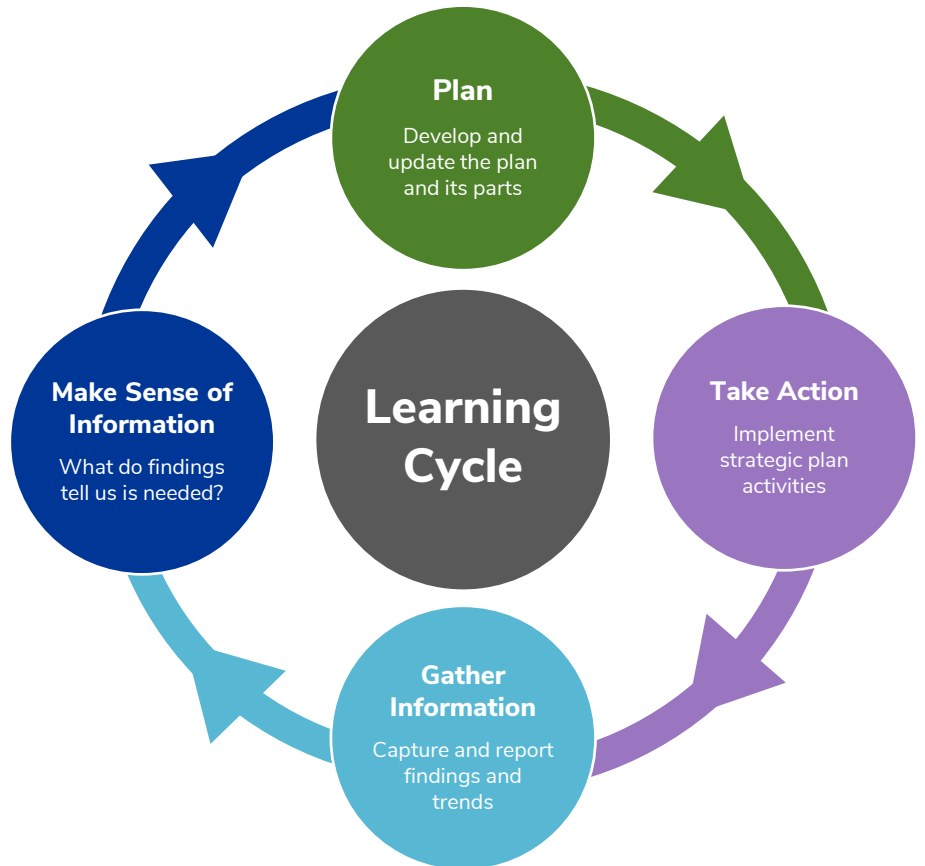 Plan
Develop and
update the plan
and its parts
Learning
Cycle
Make Sense of
Information
What do findings
tell us is needed?
Take Action
Implement
strategic plan
activities
Gather
Information
Capture and report
findings and
trends